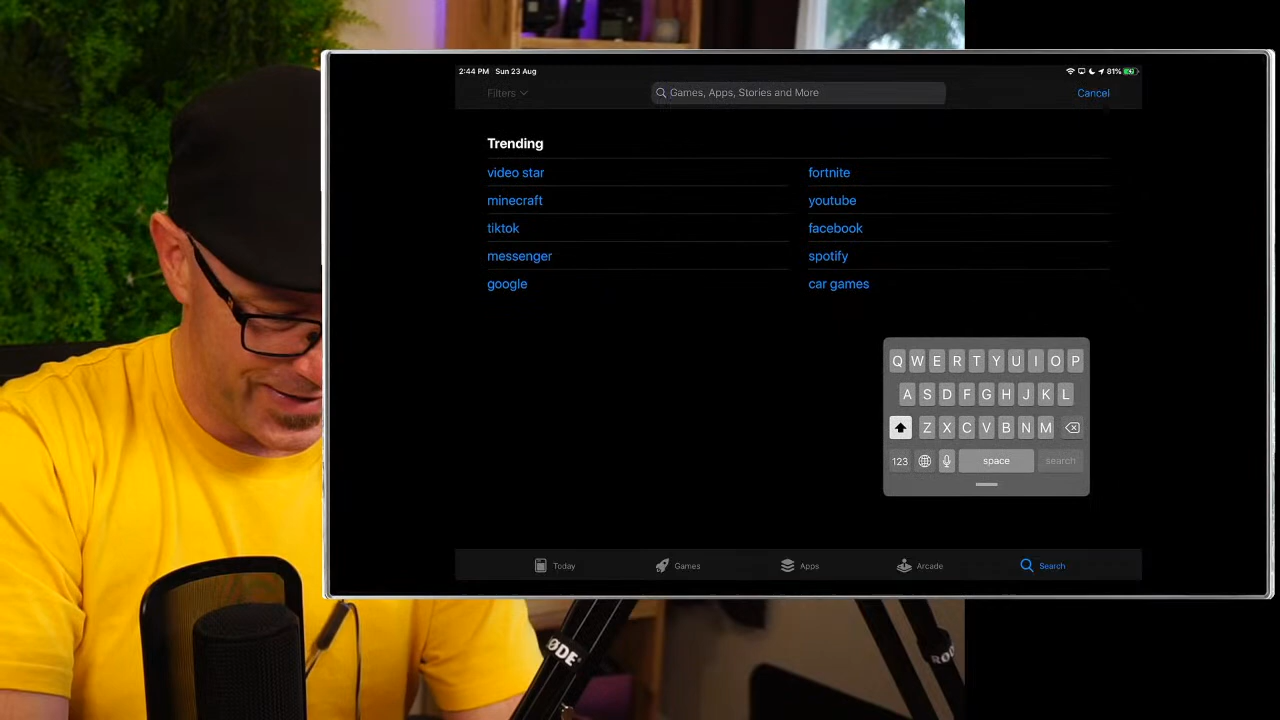 2:44 PM Sun 23 Aug
81%
Filters
Games, Apps, Stories and More
Cancel
Trending
video star
fortnite
minecraft
youtube
tiktok
facebook
messenger
spotify
google
car games
Q W E R T Y U I O P
A S D F G H J K L
Z X C V B N M
123
space
search
Today
Games
Apps
Arcade
Search
RØDE